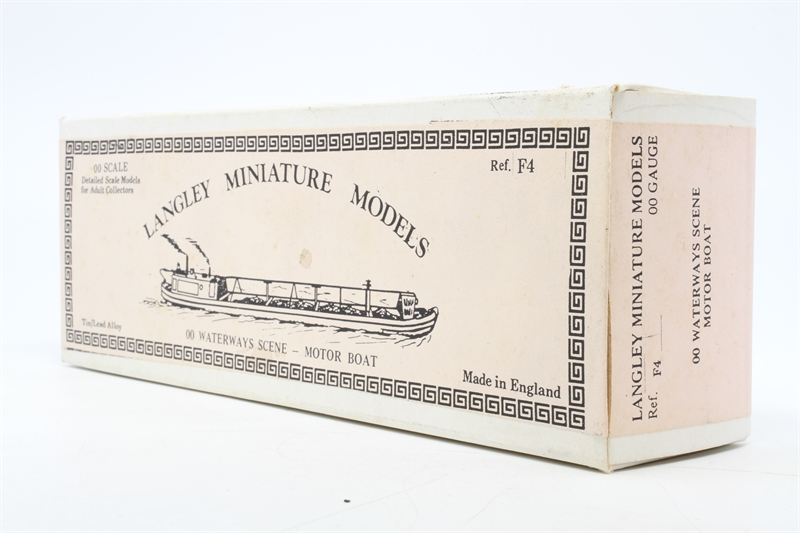 00 SCALE
Detailed Scale Models
for Adult Collectors
Ref. F4
LANGLEY MINIATURE MODELS
Tin/Lead Alloy
00 WATERWAYS SCENE - MOTOR BOAT
Made in England
LANGLEY MINIATURE MODELS
Ref. F4 00 GAUGE
00 WATERWAYS SCENE
MOTOR BOAT